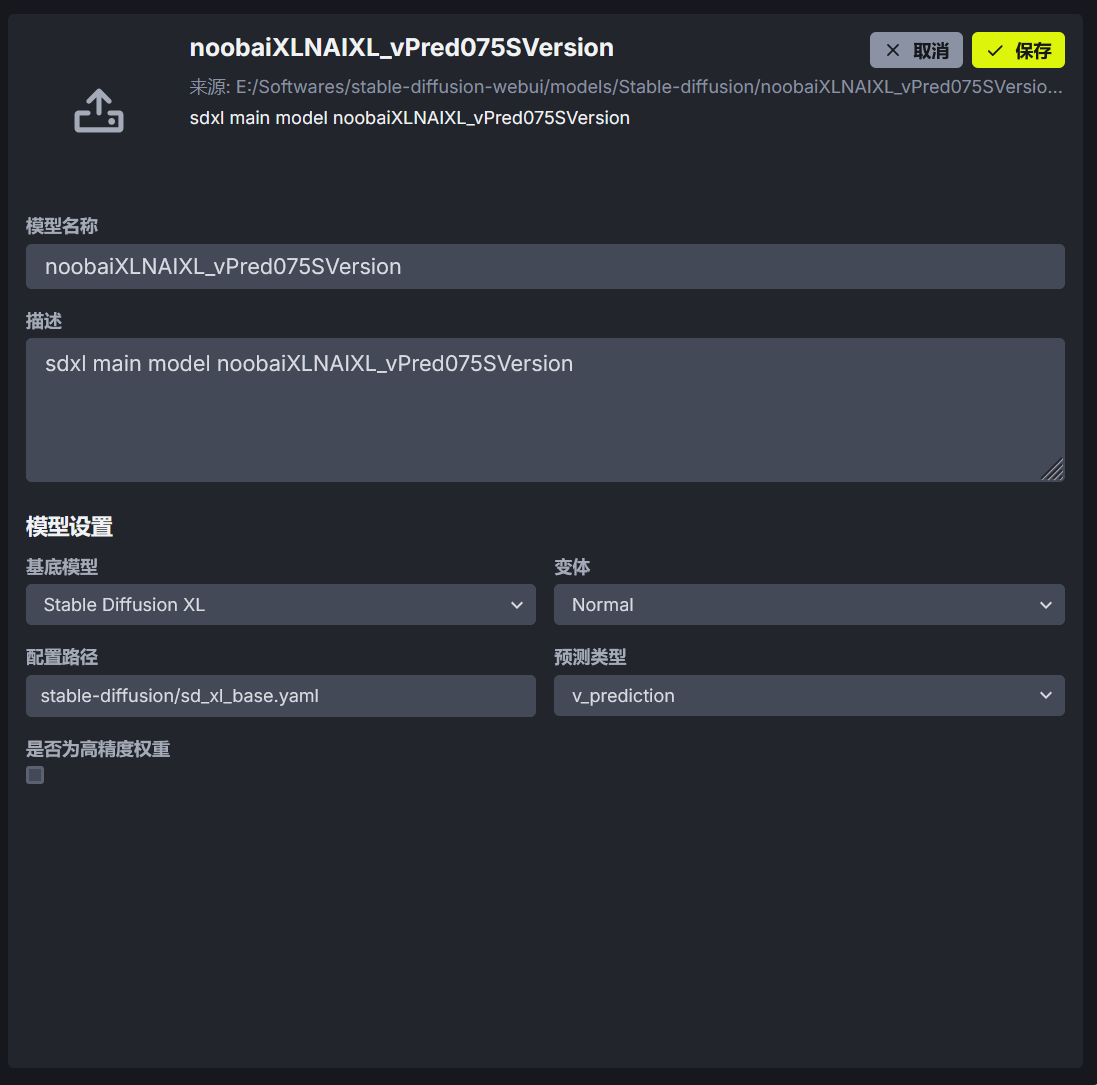 noobaiXLNAIXL_vPred075SVersion
取消
保存
来源: E:/Softwares/stable-diffusion-webui/models/Stable-diffusion/noobaiXLNAIXL_vPred075SVersio...
sdxl main model noobaiXLNAIXL_vPred075SVersion
模型名称
noobaiXLNAIXL_vPred075SVersion
描述
sdxl main model noobaiXLNAIXL_vPred075SVersion
模型设置
基底模型
变体
Stable Diffusion XL
Normal
配置路径
预测类型
stable-diffusion/sd_xl_base.yaml
v_prediction
是否为高精度权重